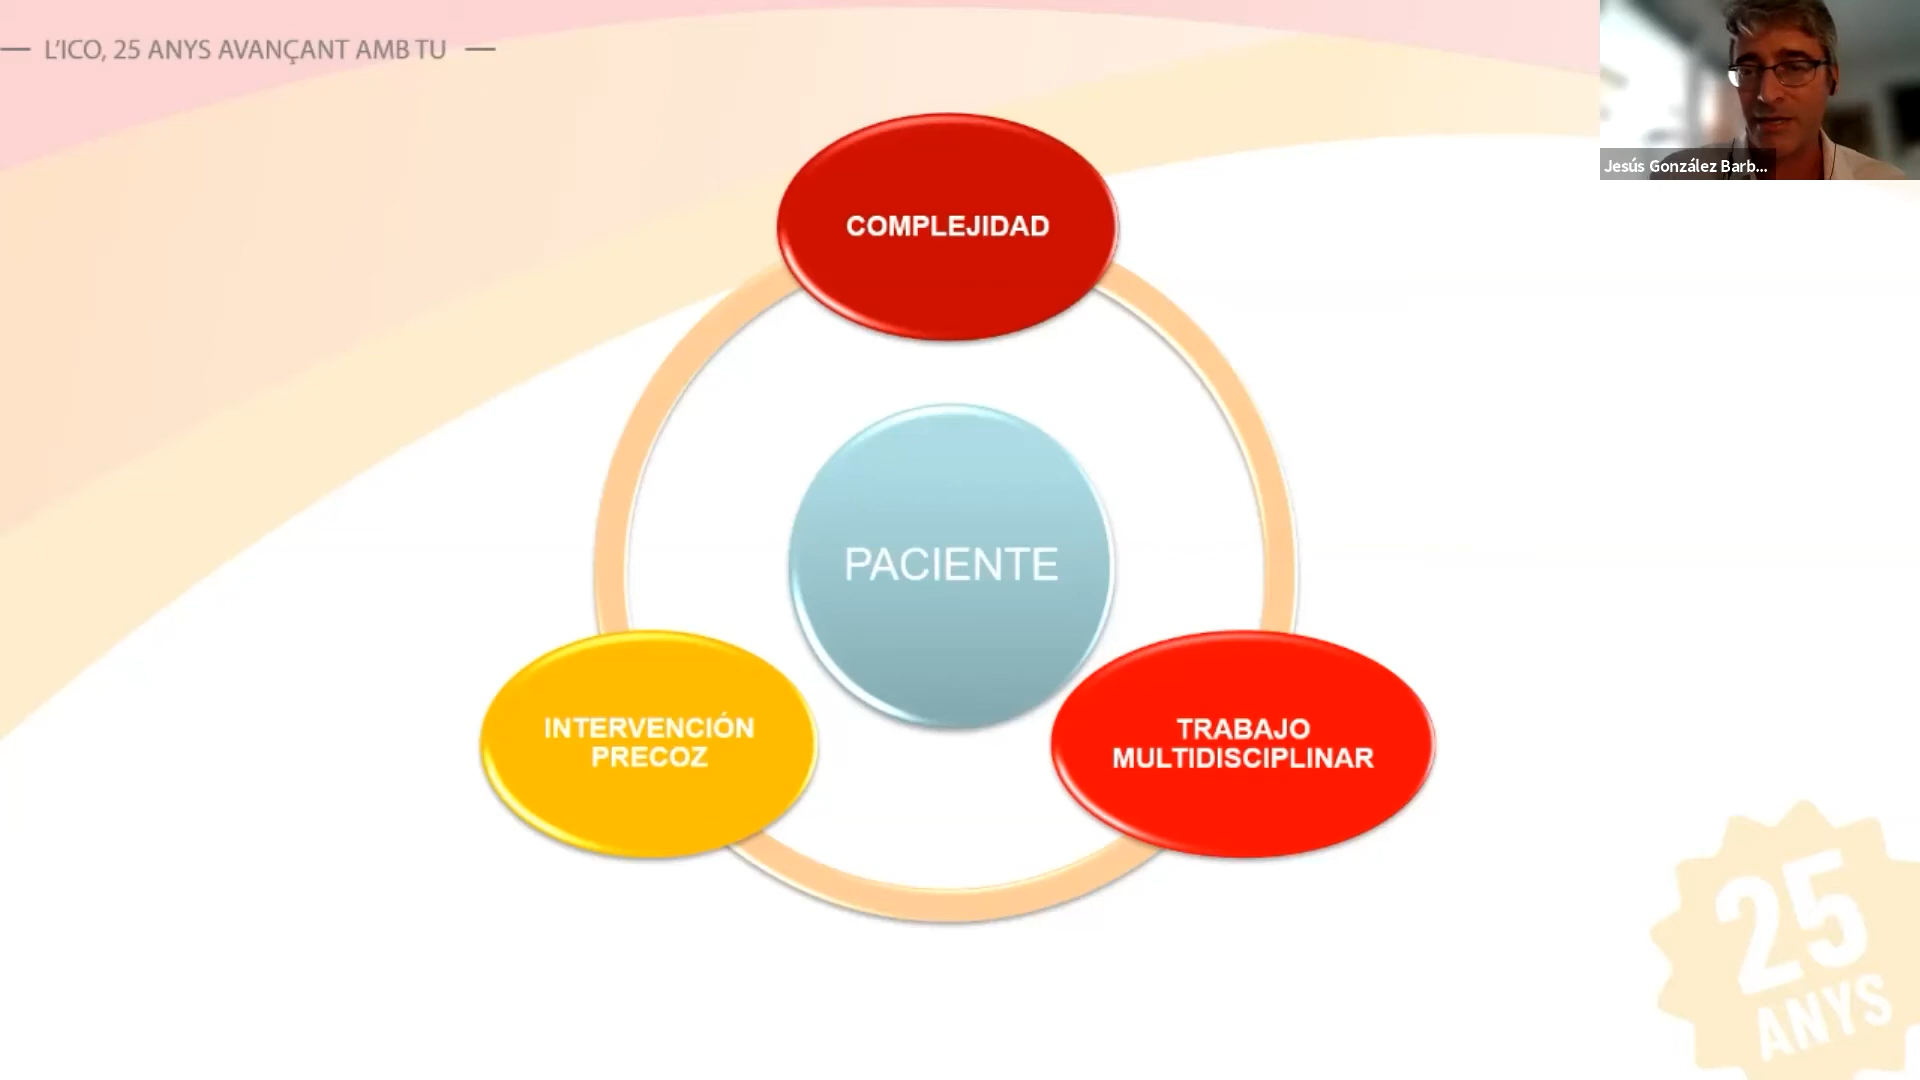 L'ICO, 25 ANYS AVANÇANT AMB TU
Jesús González Barb...
COMPLEJIDAD
PACIENTE
INTERVENCIÓN
PRECOZ
TRABAJO
MULTIDISCIPLINAR
25
ANYS